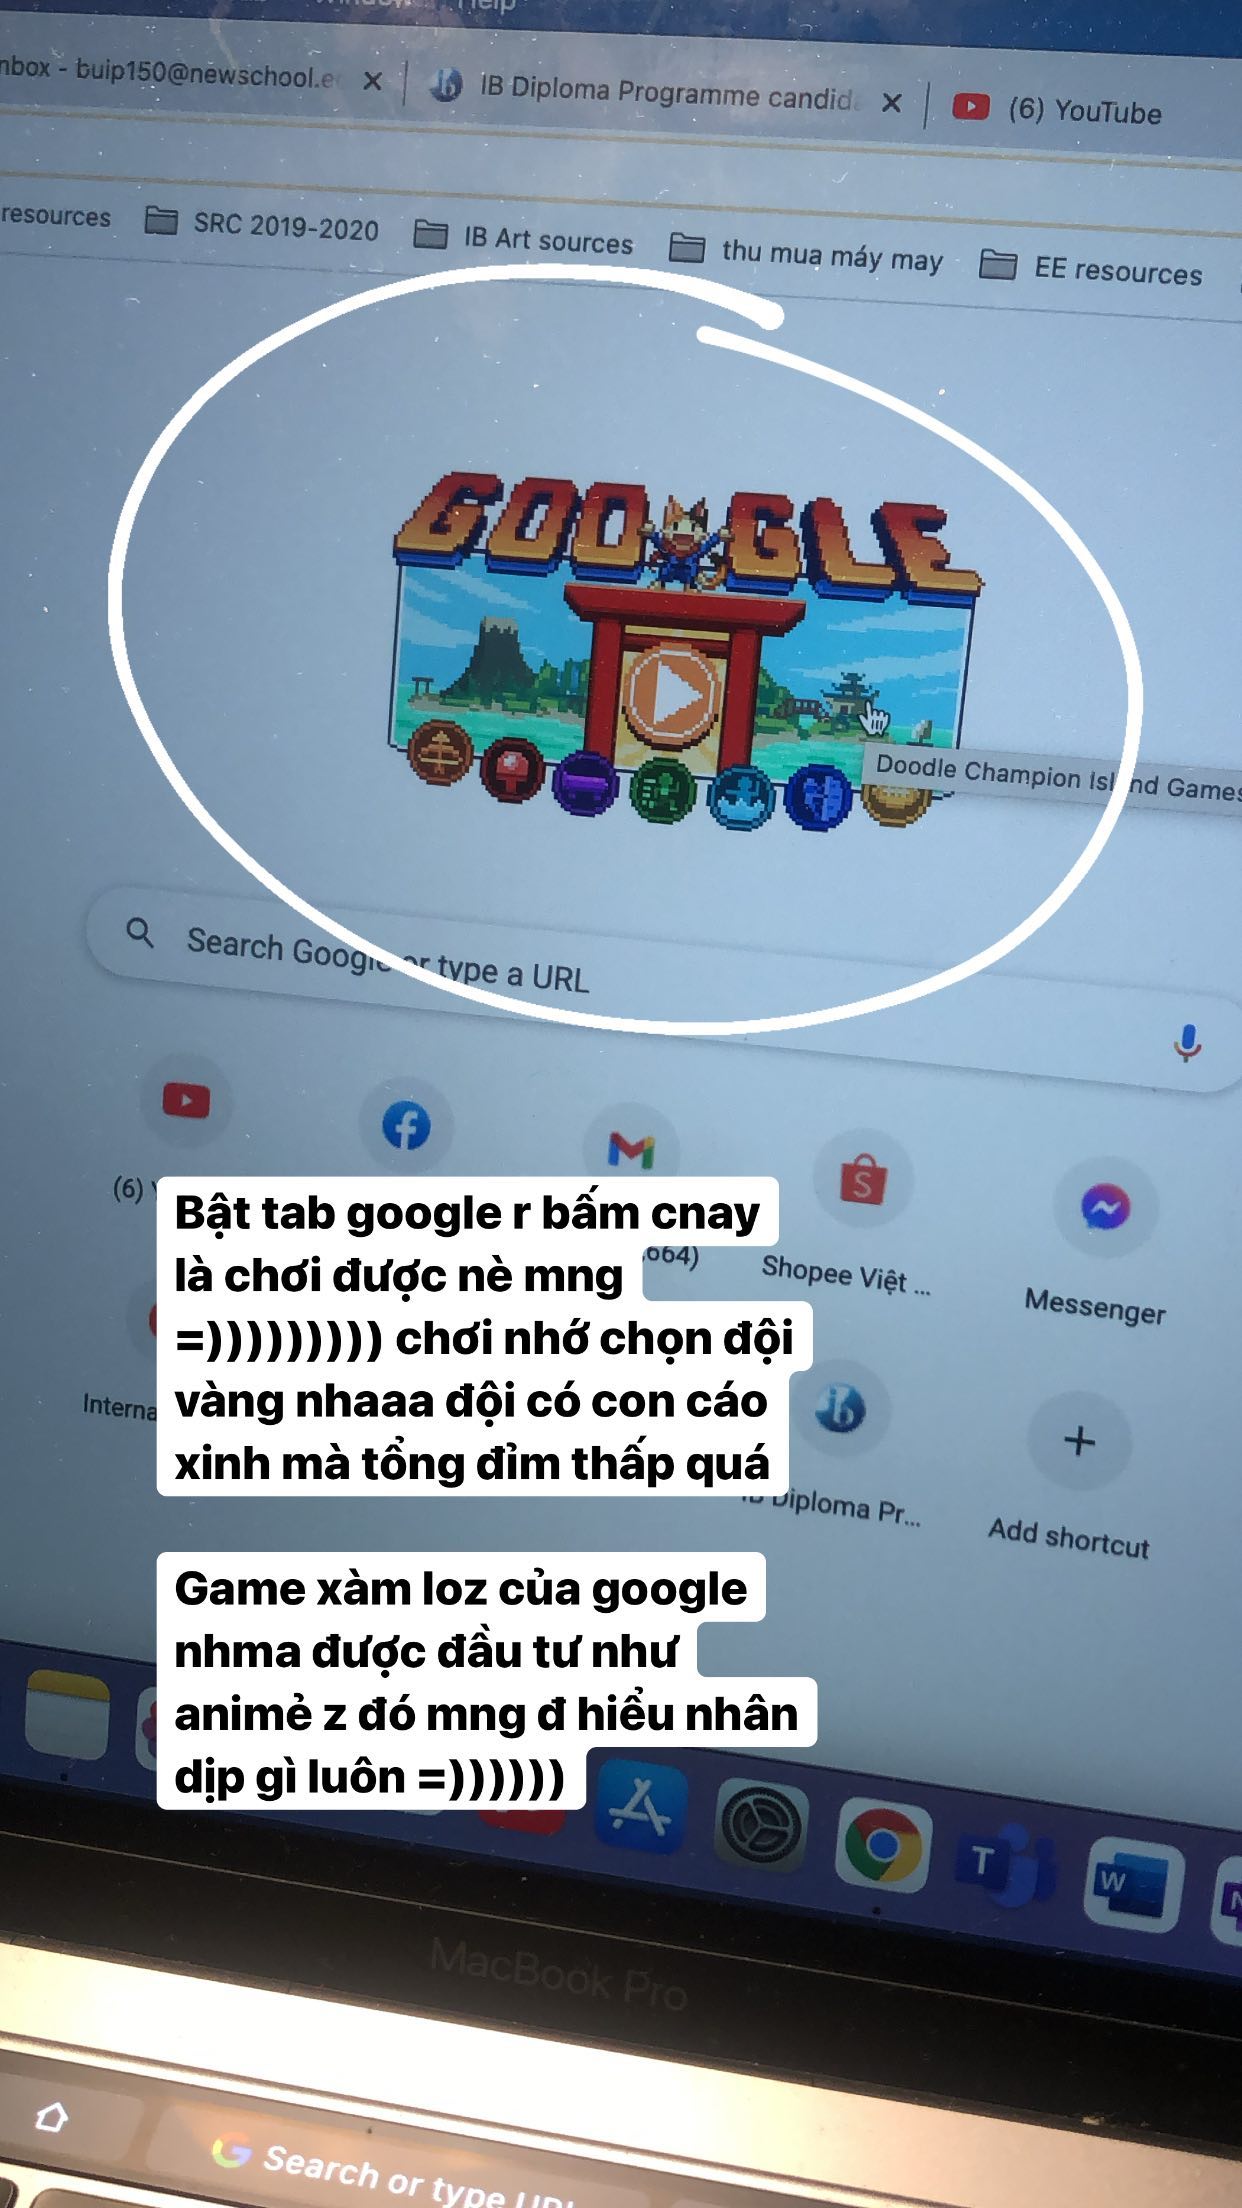 Help
nbox - buip150@newschool.e
IB Diploma Programme candid
(6) YouTube
resources
SRC 2019-2020
IB Art sources
thu mua máy may
EE resources
GOOGLE
Doodle Champion Island Games
Search Google or type a URL
(6)
Bật tab google r bấm cnay
là chơi được nè mng
=))))))))) chơi nhớ chọn đội
vàng nhaaa đội có con cáo
xinh mà tổng đỉm thấp quá
664)
Shopee Việt ...
Messenger
Interna
IB Diploma Pr...
Add shortcut
Game xàm loz của google
nhma được đầu tư như
animẻ z đó mng đ hiểu nhân
dịp gì luôn =))))))
MacBook Pro
Search or type URL